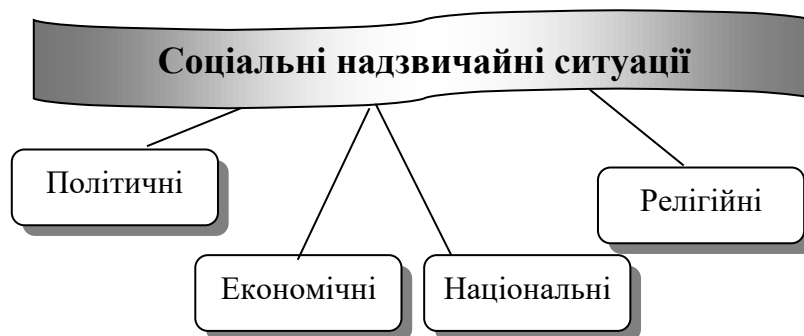 Соціальні надзвичайні ситуації
Політичні
Релігійні
Економічні
Національні